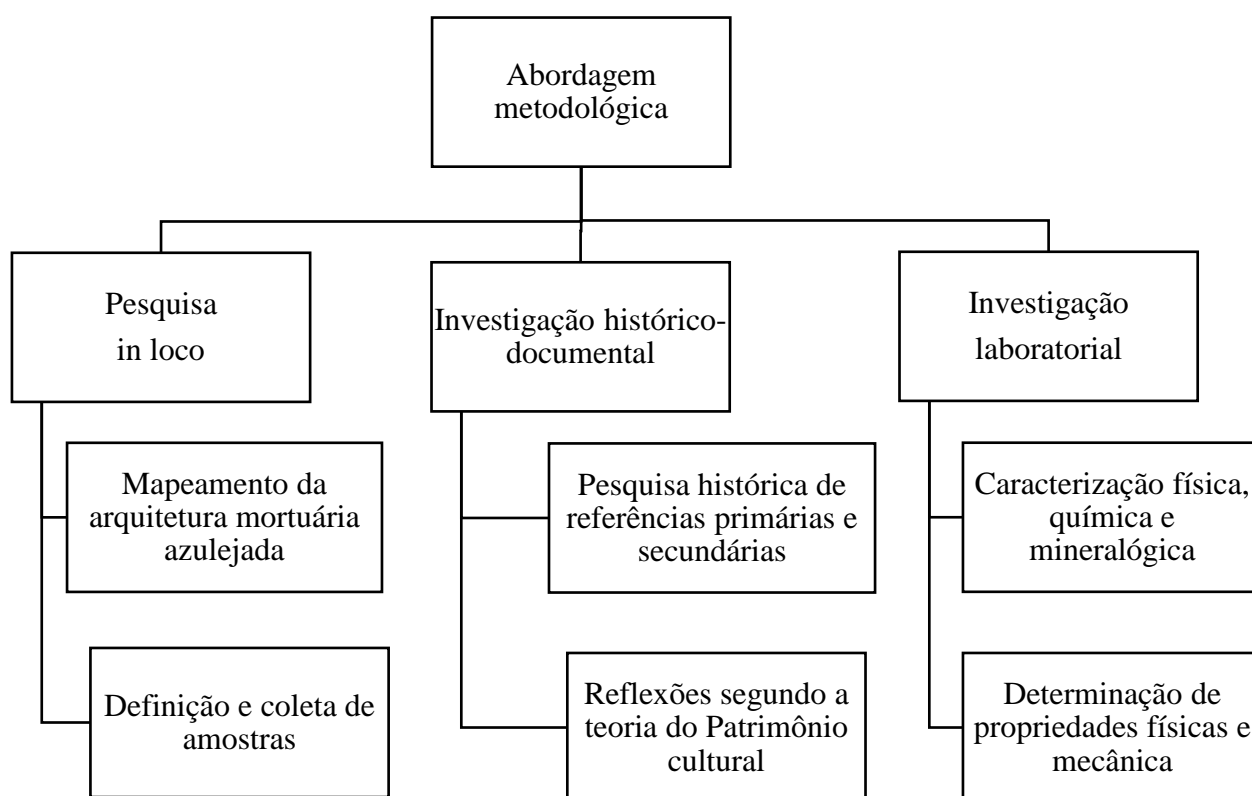 Abordagem
metodológica
Pesquisa
in loco
Mapeamento da
arquitetura mortuária
azulejada
Definição e coleta de
amostras
Investigação histórico-
documental
Pesquisa histórica de
referências primárias e
secundárias
Reflexões segundo a
teoria do Patrimônio
cultural
Investigação
laboratorial
Caracterização física,
química e
mineralógica
Determinação de
propriedades físicas e
mecânica